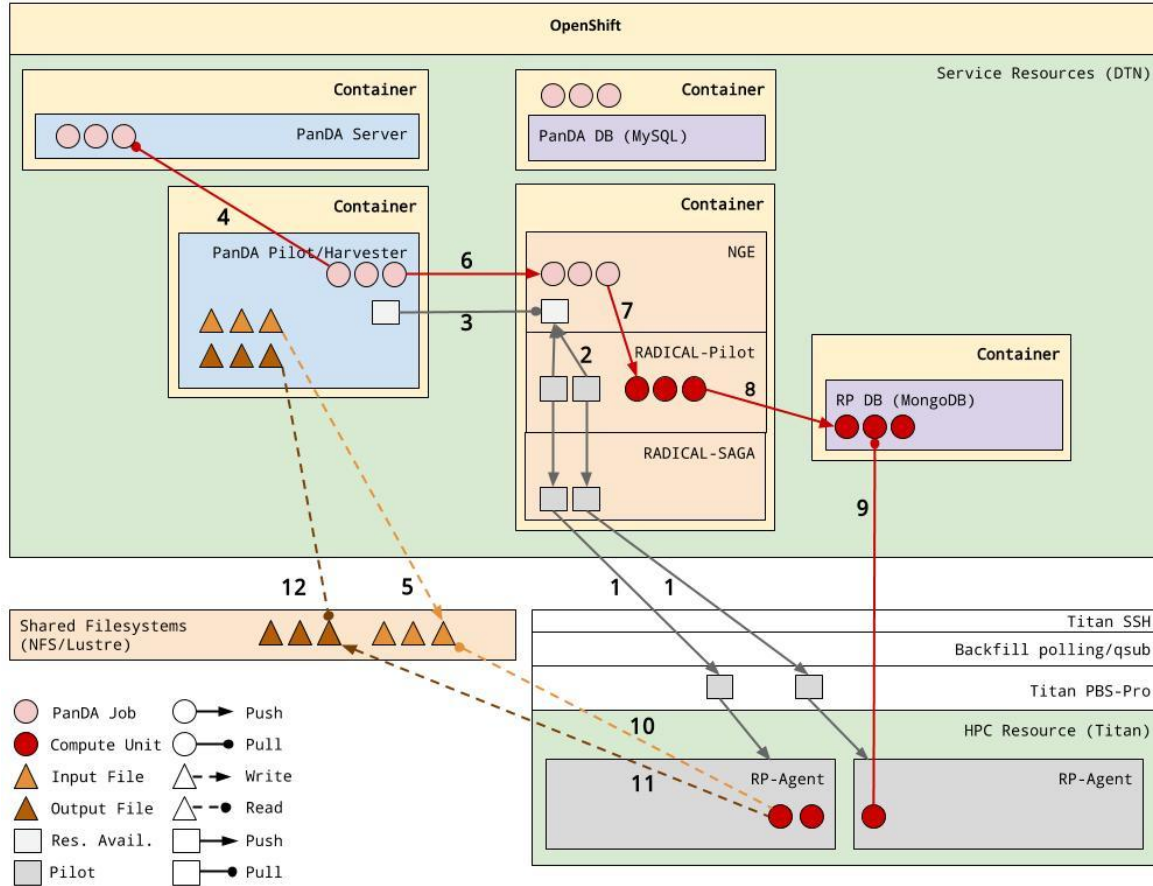 OpenShift
Service Resources (DTN)
Container
Container
PanDA Server
PanDA DB (MySQL)
Container
Container
4
PanDA Pilot/Harvester
6
NGE
3
7
2
RADICAL-Pilot
Container
8
RP DB (MongoDB)
RADICAL-SAGA
9
12
5
1
1
Shared Filesystems
(NFS/Lustre)
Titan SSH
Backfill polling/qsub
Titan PBS-Pro
10
HPC Resource (Titan)
11
RP-Agent
RP-Agent
PanDA Job
Push
Compute Unit
Pull
Input File
Write
Output File
Read
Res. Avail.
Push
Pilot
Pull